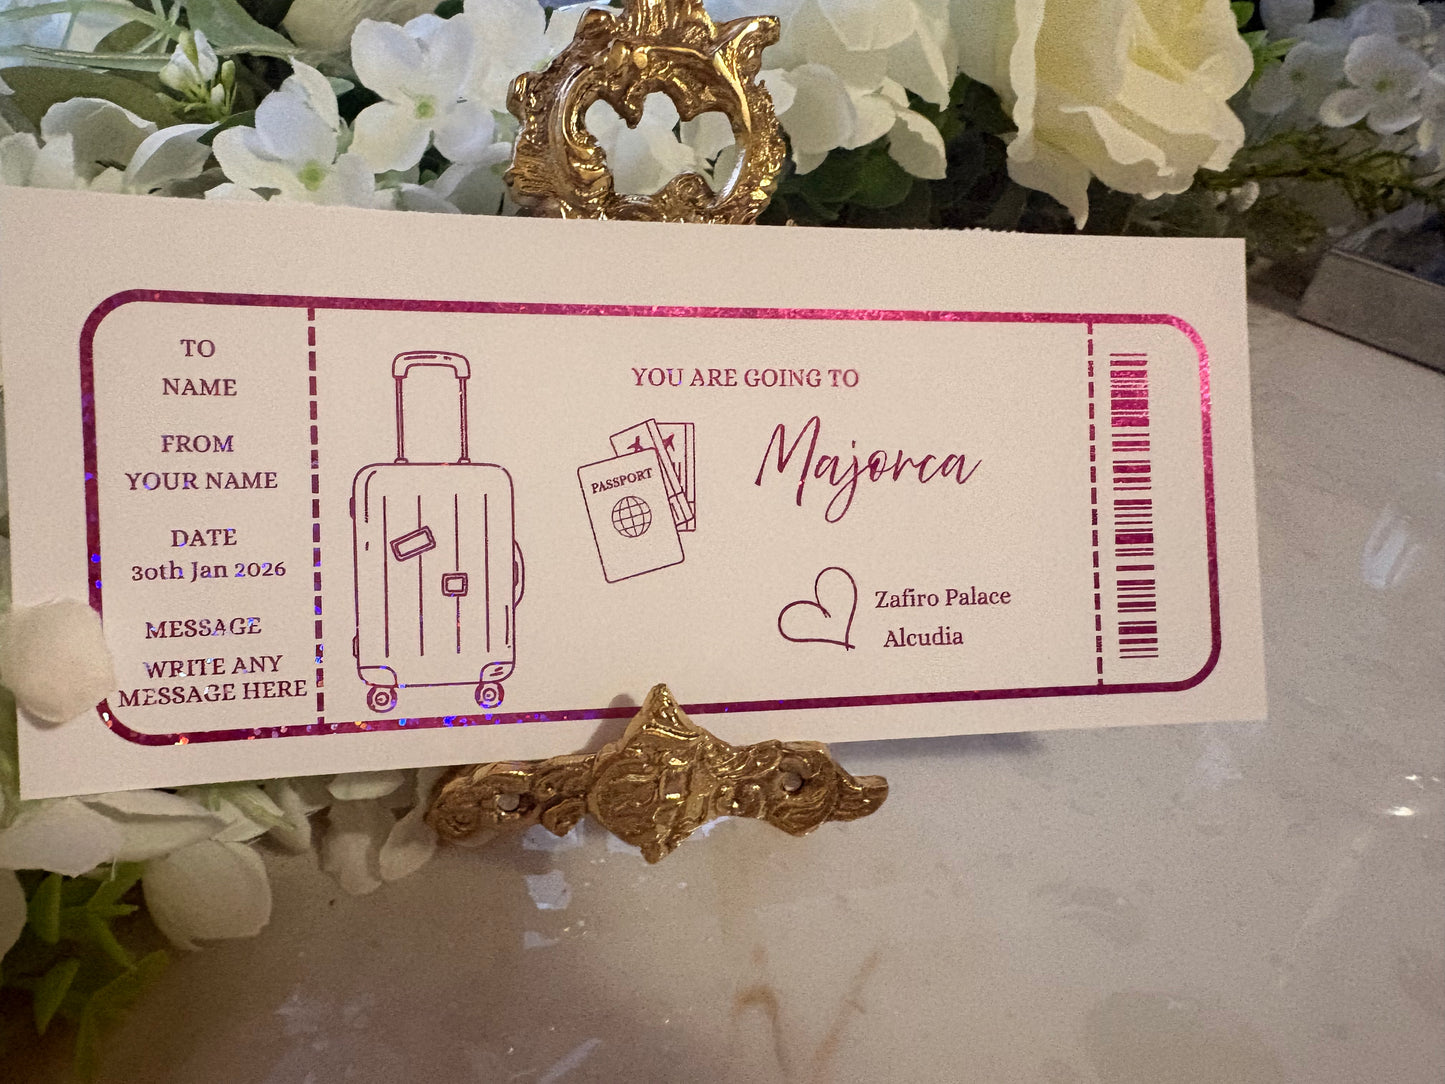 TO
NAME
FROM
YOUR NAME
DATE
30th Jan 2026
MESSAGE
WRITE ANY
MESSAGE HERE
YOU ARE GOING TO
PASSPORT
Majorca
Zafiro Palace
Alcudia